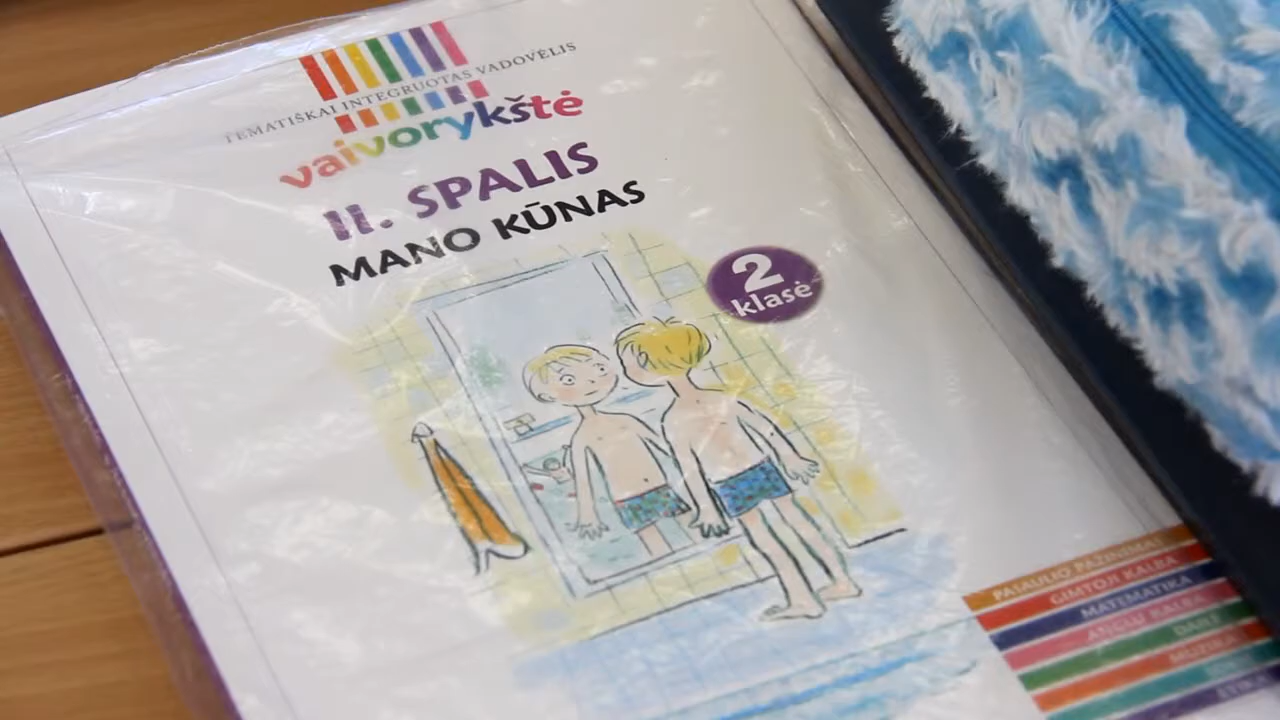 TEMATIŠKAI INTEGRUOTAS VADOVĖLIS
vaivorykštė
II. SPALIS
MANO KŪNAS
2
klasė
PASAULIO PAŽINIMAS
GIMTOJI KALBA
MATEMATIKA
ANGLŲ KALBA
DAILĖ
MUZIKA
ETIKA